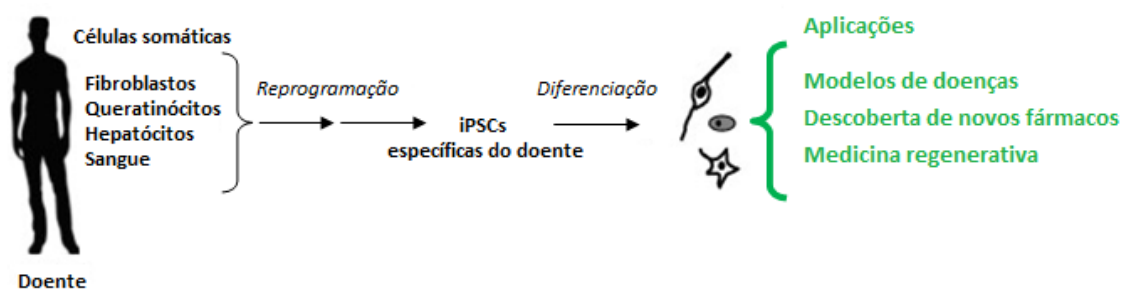 Células somáticas
Fibroblastos
Queratinócitos
Hepatócitos
Sangue
Doente
Reprogramação
iPSCs
específicas do doente
Diferenciação
Aplicações
Modelos de doenças
Descoberta de novos fármacos
Medicina regenerativa